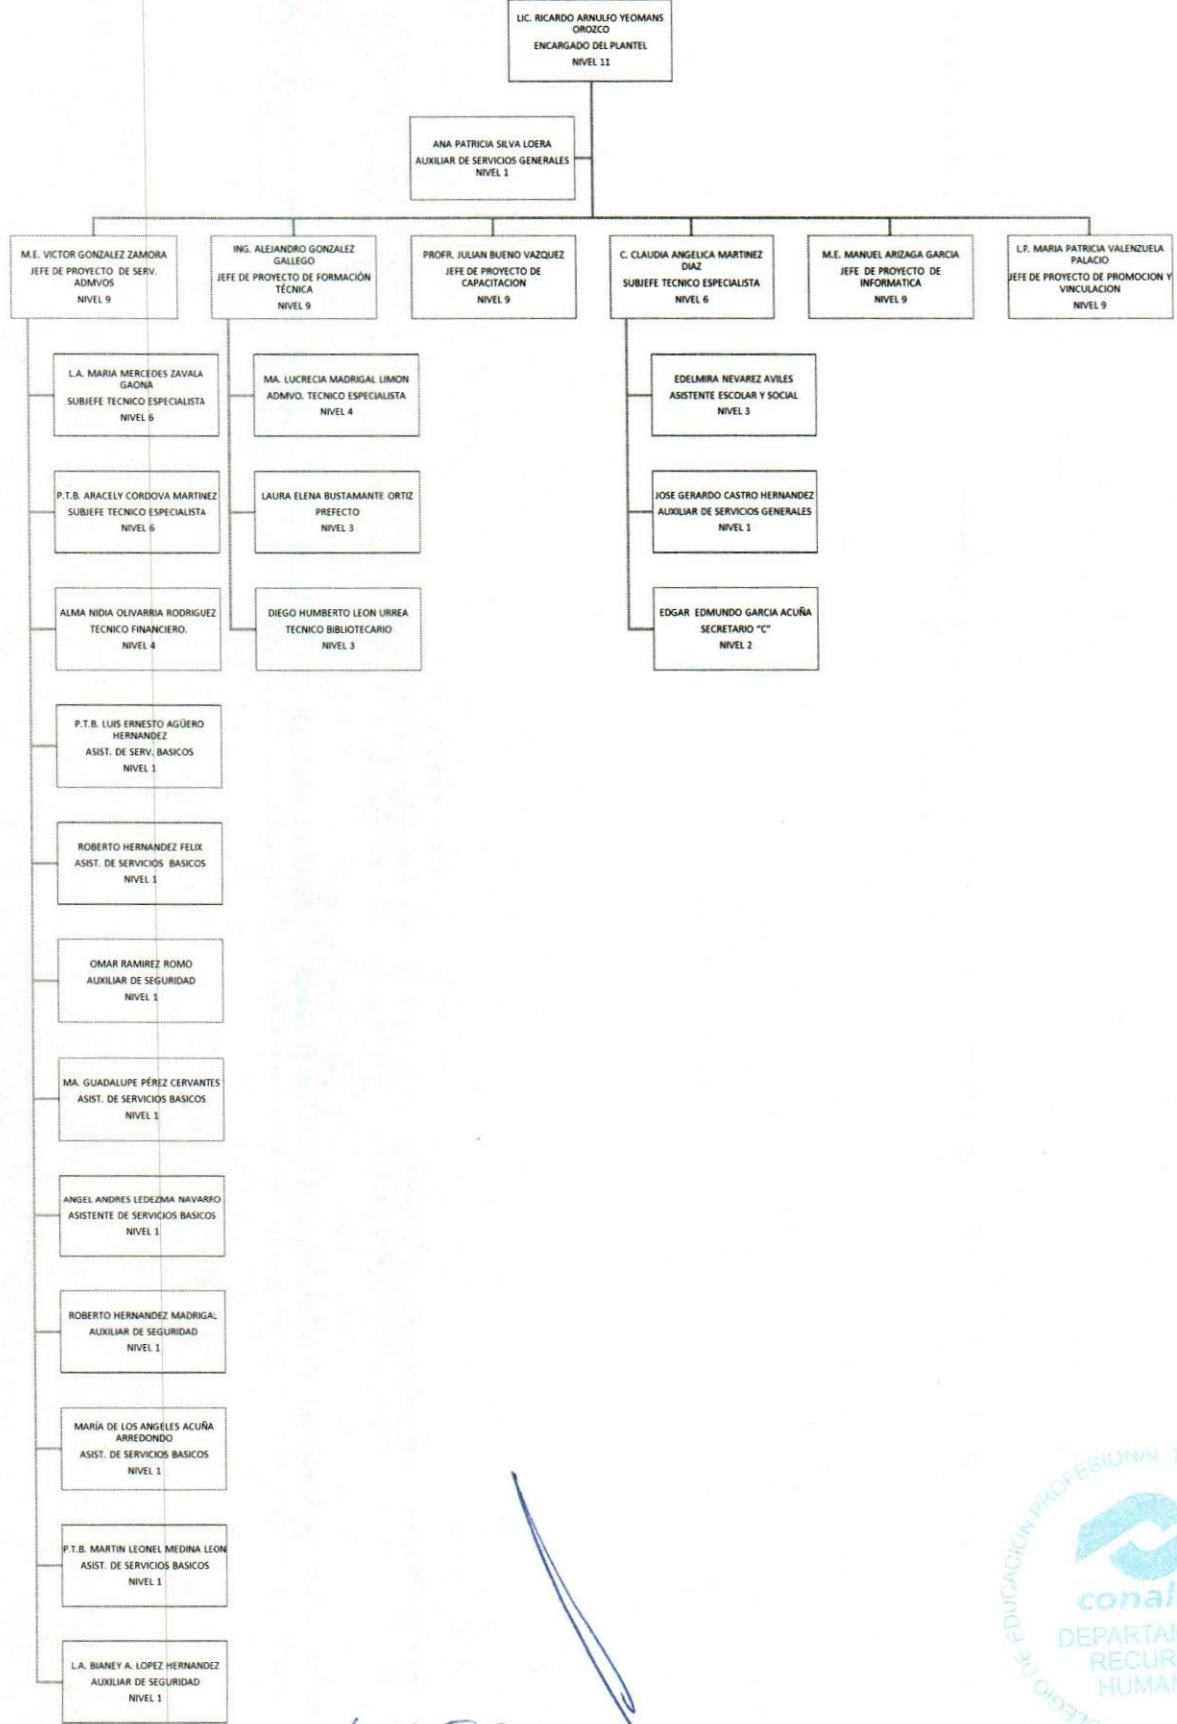 LIC. RICARDO ARNULFO YEOMANS
OROZCO
ENCARGADO DEL PLANTEL
NIVEL 11
ANA PATRICIA SILVA LOERA
AUXILIAR DE SERVICIOS GENERALES
NIVEL 1
M.E. VICTOR GONZALEZ ZAMORA
JEFE DE PROYECTO DE SERV.
ADMVOS
NIVEL 9
ING. ALEJANDRO GONZALEZ
GALLEGO
JEFE DE PROYECTO DE FORMACIÓN
TÉCNICA
NIVEL 9
PROFR. JULIAN BUENO VAZQUEZ
JEFE DE PROYECTO DE
CAPACITACION
NIVEL 9
C. CLAUDIA ANGELICA MARTINEZ
DIAZ
SUBJEFE TECNICO ESPECIALISTA
NIVEL 6
M.E. MANUEL ARIZAGA GARCIA
JEFE DE PROYECTO DE
INFORMATICA
NIVEL 9
L.P. MARIA PATRICIA VALENZUELA
PALACIO
JEFE DE PROYECTO DE PROMOCION Y
VINCULACION
NIVEL 9
L.A. MARIA MERCEDES ZAVALA
GAONA
SUBJEFE TECNICO ESPECIALISTA
NIVEL 6
P.T.B. ARACELY CORDOVA MARTINEZ
SUBJEFE TECNICO ESPECIALISTA
NIVEL 6
ALMA NIDIA OLIVARRIA RODRIGUEZ
TECNICO FINANCIERO.
NIVEL 4
P.T.B. LUIS ERNESTO AGÜERO
HERNANDEZ
ASIST. DE SERV. BASICOS
NIVEL 1
ROBERTO HERNANDEZ FELIX
ASIST. DE SERVICIOS BASICOS
NIVEL 1
OMAR RAMIREZ ROMO
AUXILIAR DE SEGURIDAD
NIVEL 1
MA. GUADALUPE PÉREZ CERVANTES
ASIST. DE SERVICIOS BASICOS
NIVEL 1
ANGEL ANDRES LEDEZMA NAVARRO
ASISTENTE DE SERVICIOS BASICOS
NIVEL 1
ROBERTO HERNANDEZ MADRIGAL
AUXILIAR DE SEGURIDAD
NIVEL 1
MARÍA DE LOS ANGELES ACUÑA
ARREDONDO
ASIST. DE SERVICIOS BASICOS
NIVEL 1
P.T.B. MARTIN LEONEL MEDINA LEON
ASIST. DE SERVICIOS BASICOS
NIVEL 1
L.A. BIANEY A. LOPEZ HERNANDEZ
AUXILIAR DE SEGURIDAD
NIVEL 1
MA. LUCRECIA MADRIGAL LIMON
ADMVO. TECNICO ESPECIALISTA
NIVEL 4
LAURA ELENA BUSTAMANTE ORTIZ
PREFECTO
NIVEL 3
DIEGO HUMBERTO LEON URREA
TECNICO BIBLIOTECARIO
NIVEL 3
EDELMIRA NEVAREZ AVILES
ASISTENTE ESCOLAR Y SOCIAL
NIVEL 3
JOSE GERARDO CASTRO HERNANDEZ
AUXILIAR DE SERVICIOS GENERALES
NIVEL 1
EDGAR EDMUNDO GARCIA ACUÑA
SECRETARIO "C"
NIVEL 2
OLEGIO DE EDUCACIÓN PROFESIONAL
conal
DEPARTAM
RECUR
HUMAN